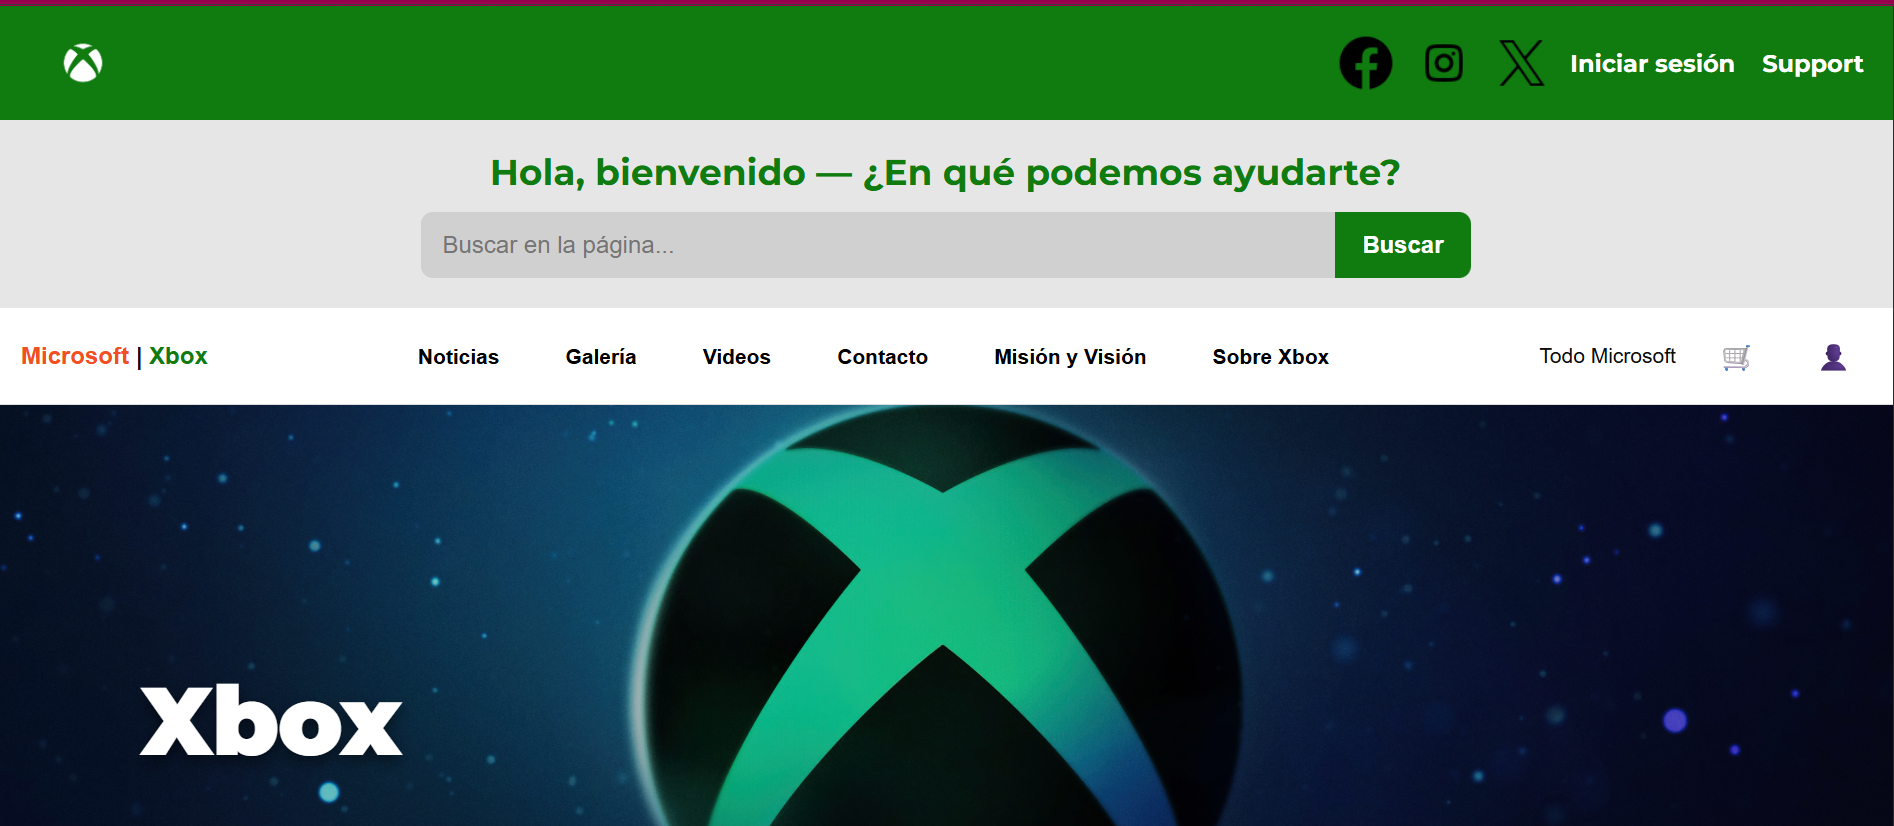 Iniciar sesión Support
Hola, bienvenido — ¿En qué podemos ayudarte?
Buscar en la página... Buscar
Microsoft | Xbox Noticias Galería Videos Contacto Misión y Visión Sobre Xbox Todo Microsoft
Xbox